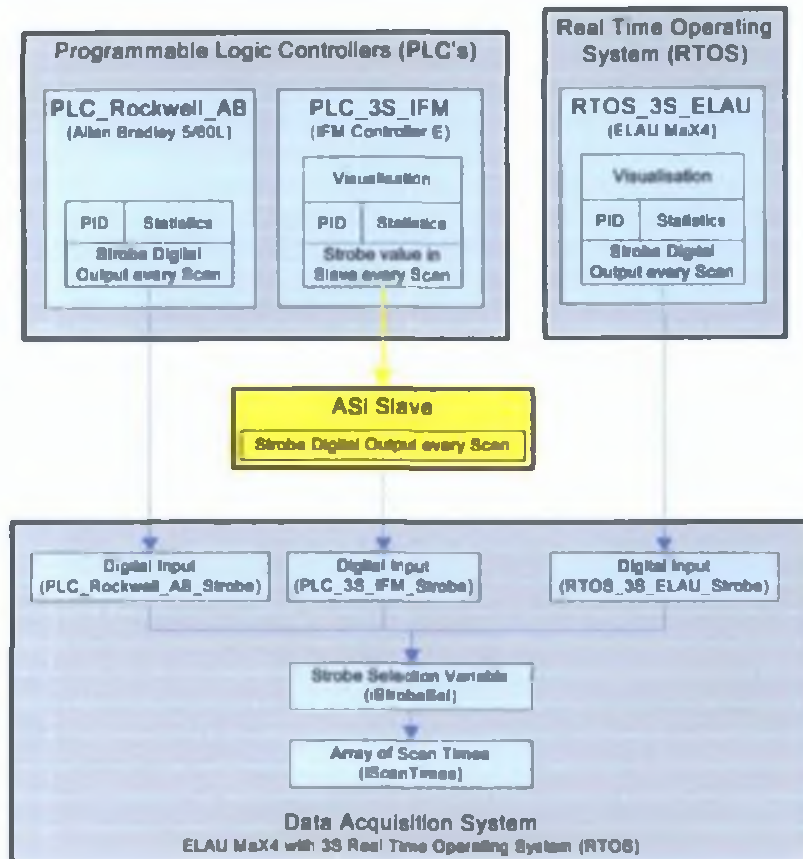 Programmable Logic Controllers (PLC's)
PLC_Rockwell_AB
(Allan Bradley 5/60L)
PID Statistics
Strobe Digital
Output every Scan
PLC_3S_IFM
(IFM Controller E)
Visualisation
PID Statistics
Strobe value in
Slave every Scan
Real Time Operating
System (RTOS)
RTOS_3S_ELAU
(ELAU MaX4)
Visualisation
PID Statistics
Strobe Digital
Output every Scan
ASi Slave
Strobe Digital Output every Scan
Digital Input
(PLC_Rockwell_AB_Strobe)
Digital Input
(PLC_3S_IFM_Strobe)
Digital Input
(RTOS_3S_ELAU_Strobe)
Strobe Selection Variable
(iStrobeSel)
Array of Scan Times
(lScanTimes)
Data Acquisition System
ELAU MaX4 with 3S Real Time Operating System (RTOS)